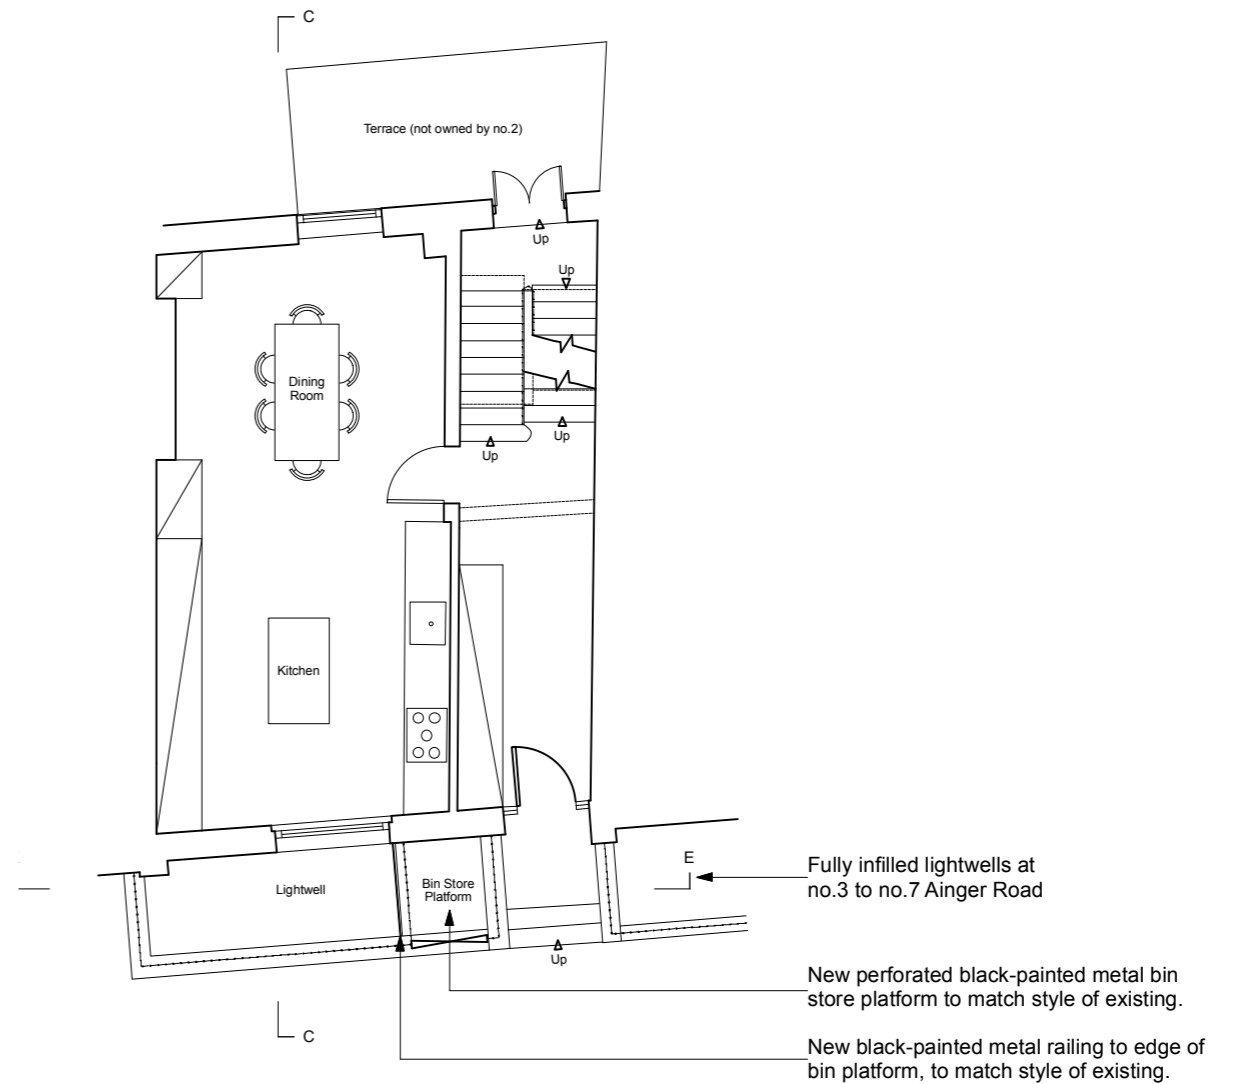 C
Terrace (not owned by no.2)
Up
Up
Dining
Room
Up
Up
Kitchen
E
Fully infilled lightwells at
no.3 to no.7 Ainger Road
Lightwell
Bin Store
Platform
Up
New perforated black-painted metal bin
store platform to match style of existing.
C
New black-painted metal railing to edge of
bin platform, to match style of existing.